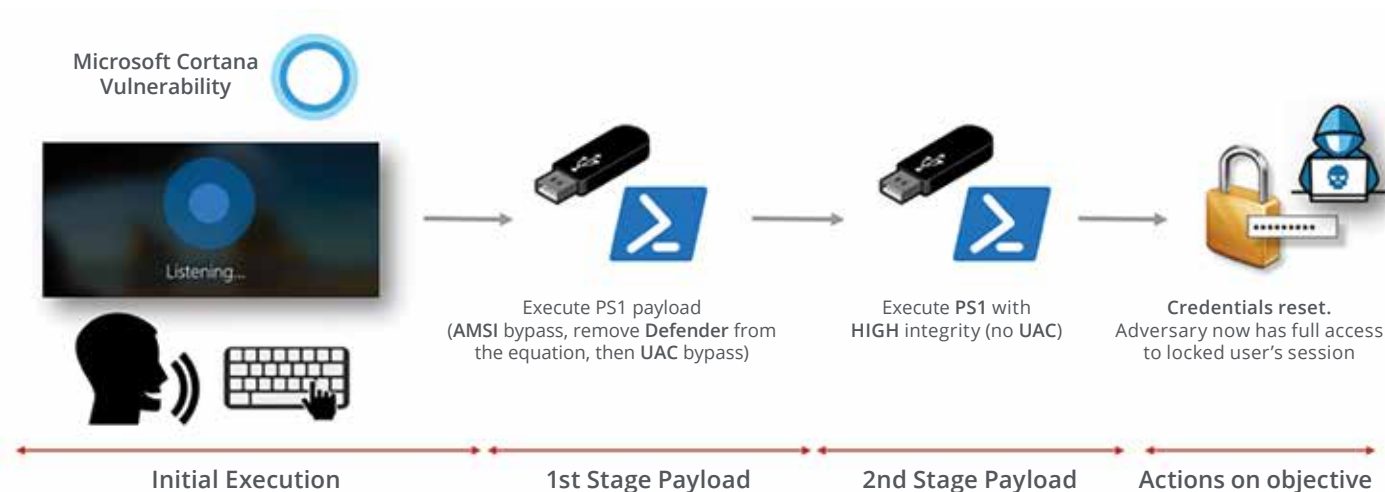 Microsoft Cortana
Vulnerability
Listening...
Execute PS1 payload
(AMSI bypass, remove Defender from
the equation, then UAC bypass)
Execute PS1 with
HIGH integrity (no UAC)
Credentials reset.
Adversary now has full access
to locked user's session
Initial Execution
1st Stage Payload
2nd Stage Payload
Actions on objective